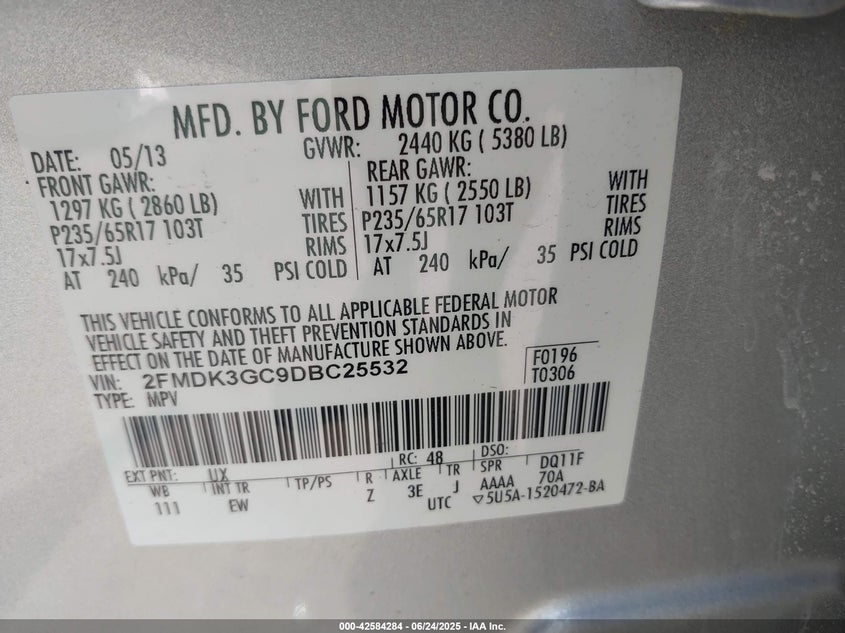 MFD. BY FORD MOTOR CO.
DATE: 05/13 GVWR: 2440 KG ( 5380 LB)
FRONT GAWR: REAR GAWR:
1297 KG ( 2860 LB) WITH 1157 KG ( 2550 LB) WITH
P235/65R17 103T TIRES P235/65R17 103T TIRES
17x7.5J RIMS 17x7.5J RIMS
AT 240 kPa/ 35 PSI COLD AT 240 kPa/ 35 PSI COLD
THIS VEHICLE CONFORMS TO ALL APPLICABLE FEDERAL MOTOR
VEHICLE SAFETY AND THEFT PREVENTION STANDARDS IN
EFFECT ON THE DATE OF MANUFACTURE SHOWN ABOVE.
VIN: 2FMDK3GC9DBC25532 F0196
TYPE: MPV T0306
EXT PNT: UX RC: 48 DSO: DQ11F
WB INT TR TP/PS R AXLE TR SPR 70A
111 EW Z 3E J AAAA
UTC ▽5U5A-1520472-BA
000-42584284 | 06/24/2025 - IAA Inc.